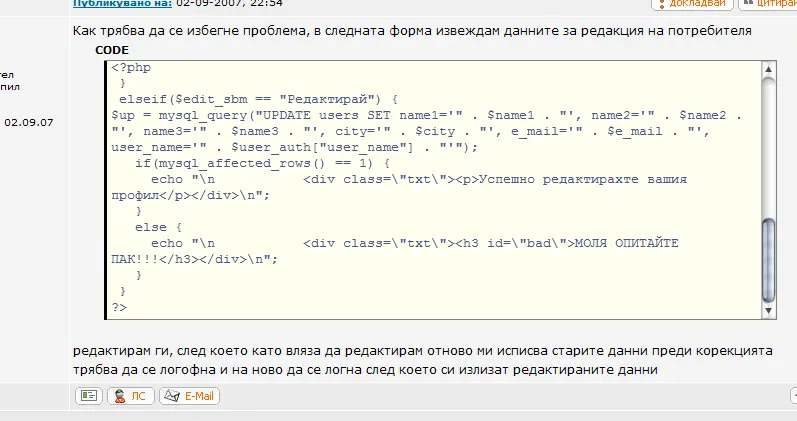 Публикувано на: 02-09-2007, 22:54
докладвай
цитирай
Как трябва да се избегне проблема, в следната форма извеждам данните за редакция на потребителя
CODE
тел
пил
02.09.07
<?php
}
elseif($edit_sbm == "Редактирай") {
$up = mysql_query("UPDATE users SET name1='" . $name1 . "', name2='" . $name2 .
"', name3='" . $name3 . "', city='" . $city . "', e_mail='" . $e_mail . "',
user_name='" . $user_auth["user_name"] . "'");
if(mysql_affected_rows() == 1) {
echo "\n <div class=\"txt\"><p>Успешно редактирахте вашия
профил</p></div>\n";
}
else {
echo "\n <div class=\"txt\"><h3 id=\"bad\">МОЛЯ ОПИТАЙТЕ
ПАК!!!</h3></div>\n";
}
}
?>
редактирам ги, след което като вляза да редактирам отново ми исписва старите данни преди корекцията
трябва да се логофна и на ново да се логна след което си излизат редактираните данни
ЛС
E-Mail